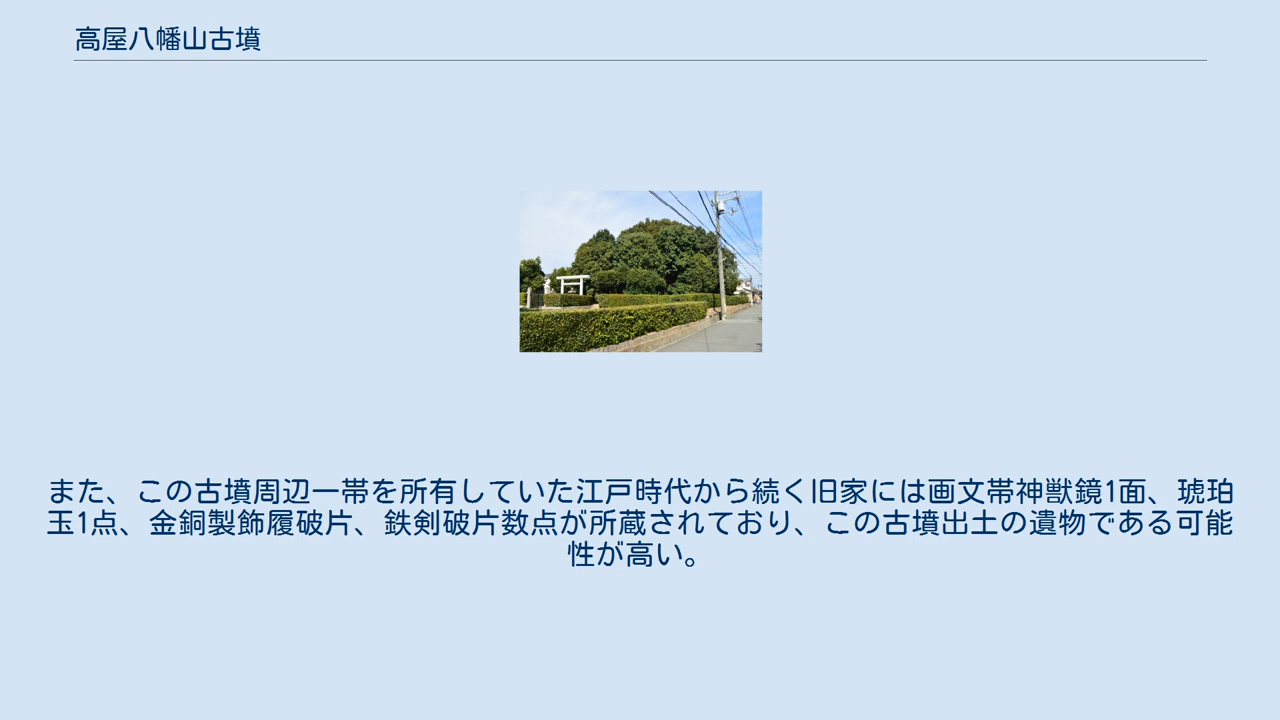 高屋八幡山古墳
また、この古墳周辺一帯を所有していた江戸時代から続く旧家には画文帯神獣鏡1面、琥珀
玉1点、金銅製飾履破片、鉄剣破片数点が所蔵されており、この古墳出土の遺物である可能
性が高い。